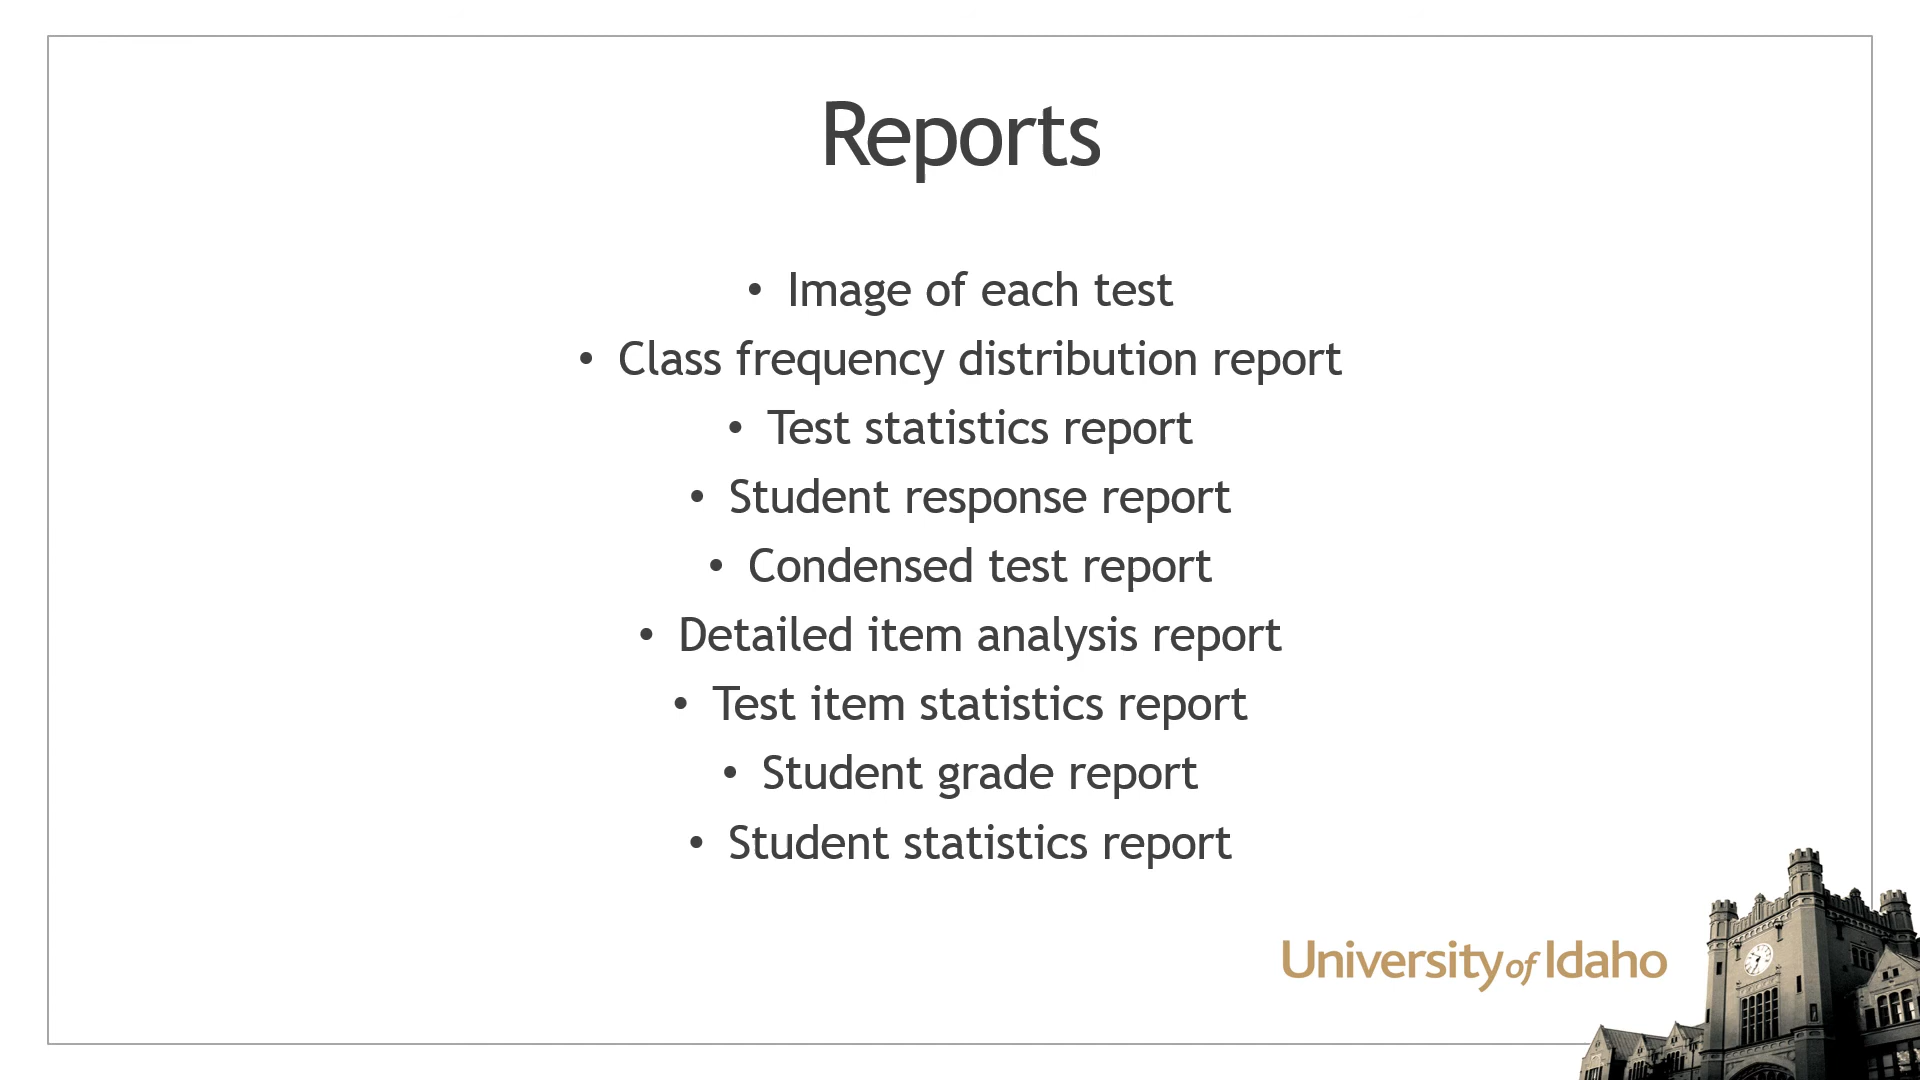 Reports
• Image of each test
• Class frequency distribution report
• Test statistics report
• Student response report
• Condensed test report
• Detailed item analysis report
• Test item statistics report
• Student grade report
• Student statistics report
University of Idaho